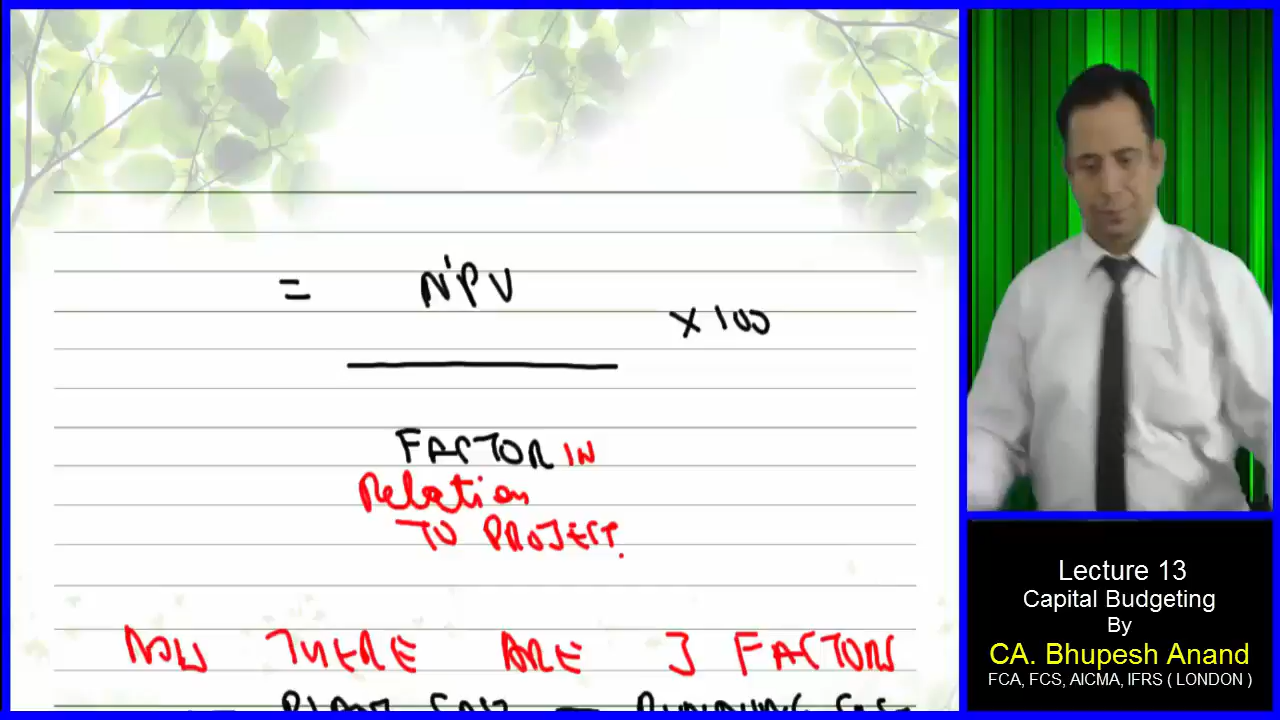 = NPV
X 100
FACTOR IN
Relation
TO PROJECT.
NOW THERE ARE 3 FACTORS
Lecture 13
Capital Budgeting
By
CA. Bhupesh Anand
FCA, FCS, AICMA, IFRS ( LONDON )